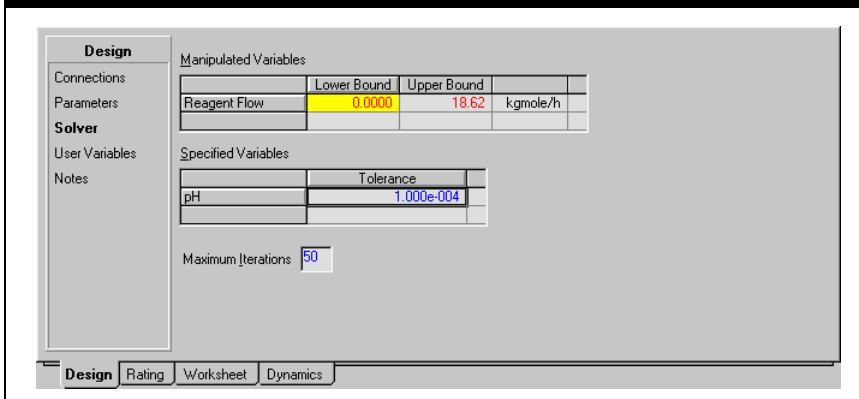 Design
Connections
Parameters
Solver
User Variables
Notes
Manipulated Variables
Lower Bound Upper Bound
Reagent Flow 0.0000 18.62 kgmole/h
Specified Variables
Tolerance
pH 1.000e-004
Maximum Iterations 50
Design Rating Worksheet Dynamics